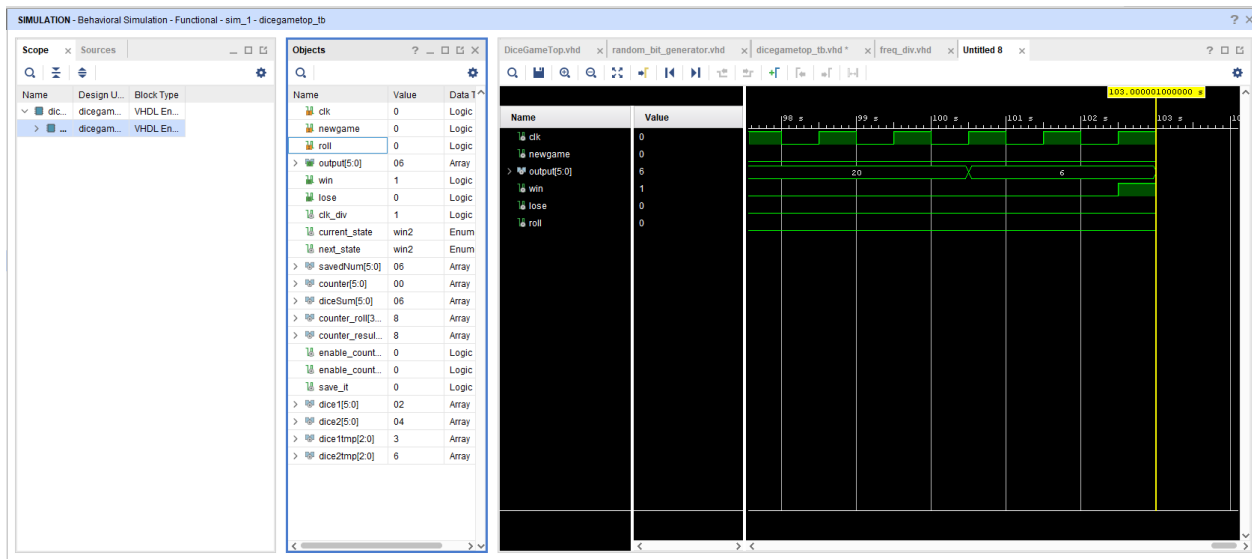 SIMULATION - Behavioral Simulation - Functional - sim_1 - dicegametop_tb
Scope Sources
Name Design U... Block Type
dic... dicegam... VHDL En...
... dicegam... VHDL En...
Objects
Name Value Data T
clk 0 Logic
newgame 0 Logic
roll 0 Logic
output[5:0] 06 Array
win 1 Logic
lose 0 Logic
clk_div 1 Logic
current_state win2 Enum
next_state win2 Enum
savedNum[5:0] 06 Array
counter[5:0] 00 Array
diceSum[5:0] 06 Array
counter_roll[3... 8 Array
counter_resul... 8 Array
enable_count... 0 Logic
enable_count... 0 Logic
save_it 0 Logic
dice1[5:0] 02 Array
dice2[5:0] 04 Array
dice1tmp[2:0] 3 Array
dice2tmp[2:0] 6 Array
DiceGameTop.vhd random_bit_generator.vhd dicegametop_tb.vhd * freq_div.vhd Untitled 8
103.000001000000 s
Name Value
98 s 99 s 100 s 101 s 102 s 103 s
clk 0
newgame 0
output[5:0] 6 20 6
win 1
lose 0
roll 0